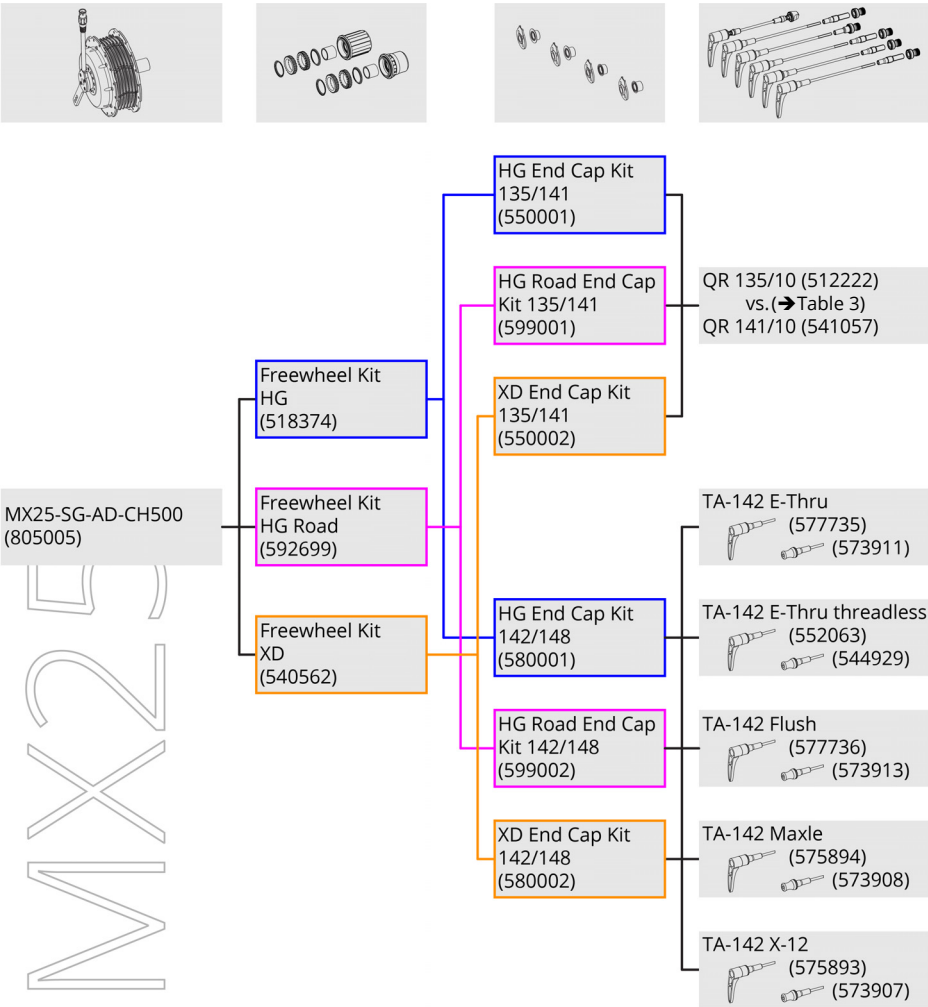 HG End Cap Kit
135/141
(550001)
HG Road End Cap
Kit 135/141
(599001)
QR 135/10 (512222)
vs.(➔Table 3)
QR 141/10 (541057)
Freewheel Kit
HG
(518374)
XD End Cap Kit
135/141
(550002)
MX25-SG-AD-CH500
(805005)
Freewheel Kit
HG Road
(592699)
TA-142 E-Thru
(577735)
(573911)
Freewheel Kit
XD
(540562)
HG End Cap Kit
142/148
(580001)
TA-142 E-Thru threadless
(552063)
(544929)
HG Road End Cap
Kit 142/148
(599002)
TA-142 Flush
(577736)
(573913)
XD End Cap Kit
142/148
(580002)
TA-142 Maxle
(575894)
(573908)
TA-142 X-12
(575893)
(573907)
MX25